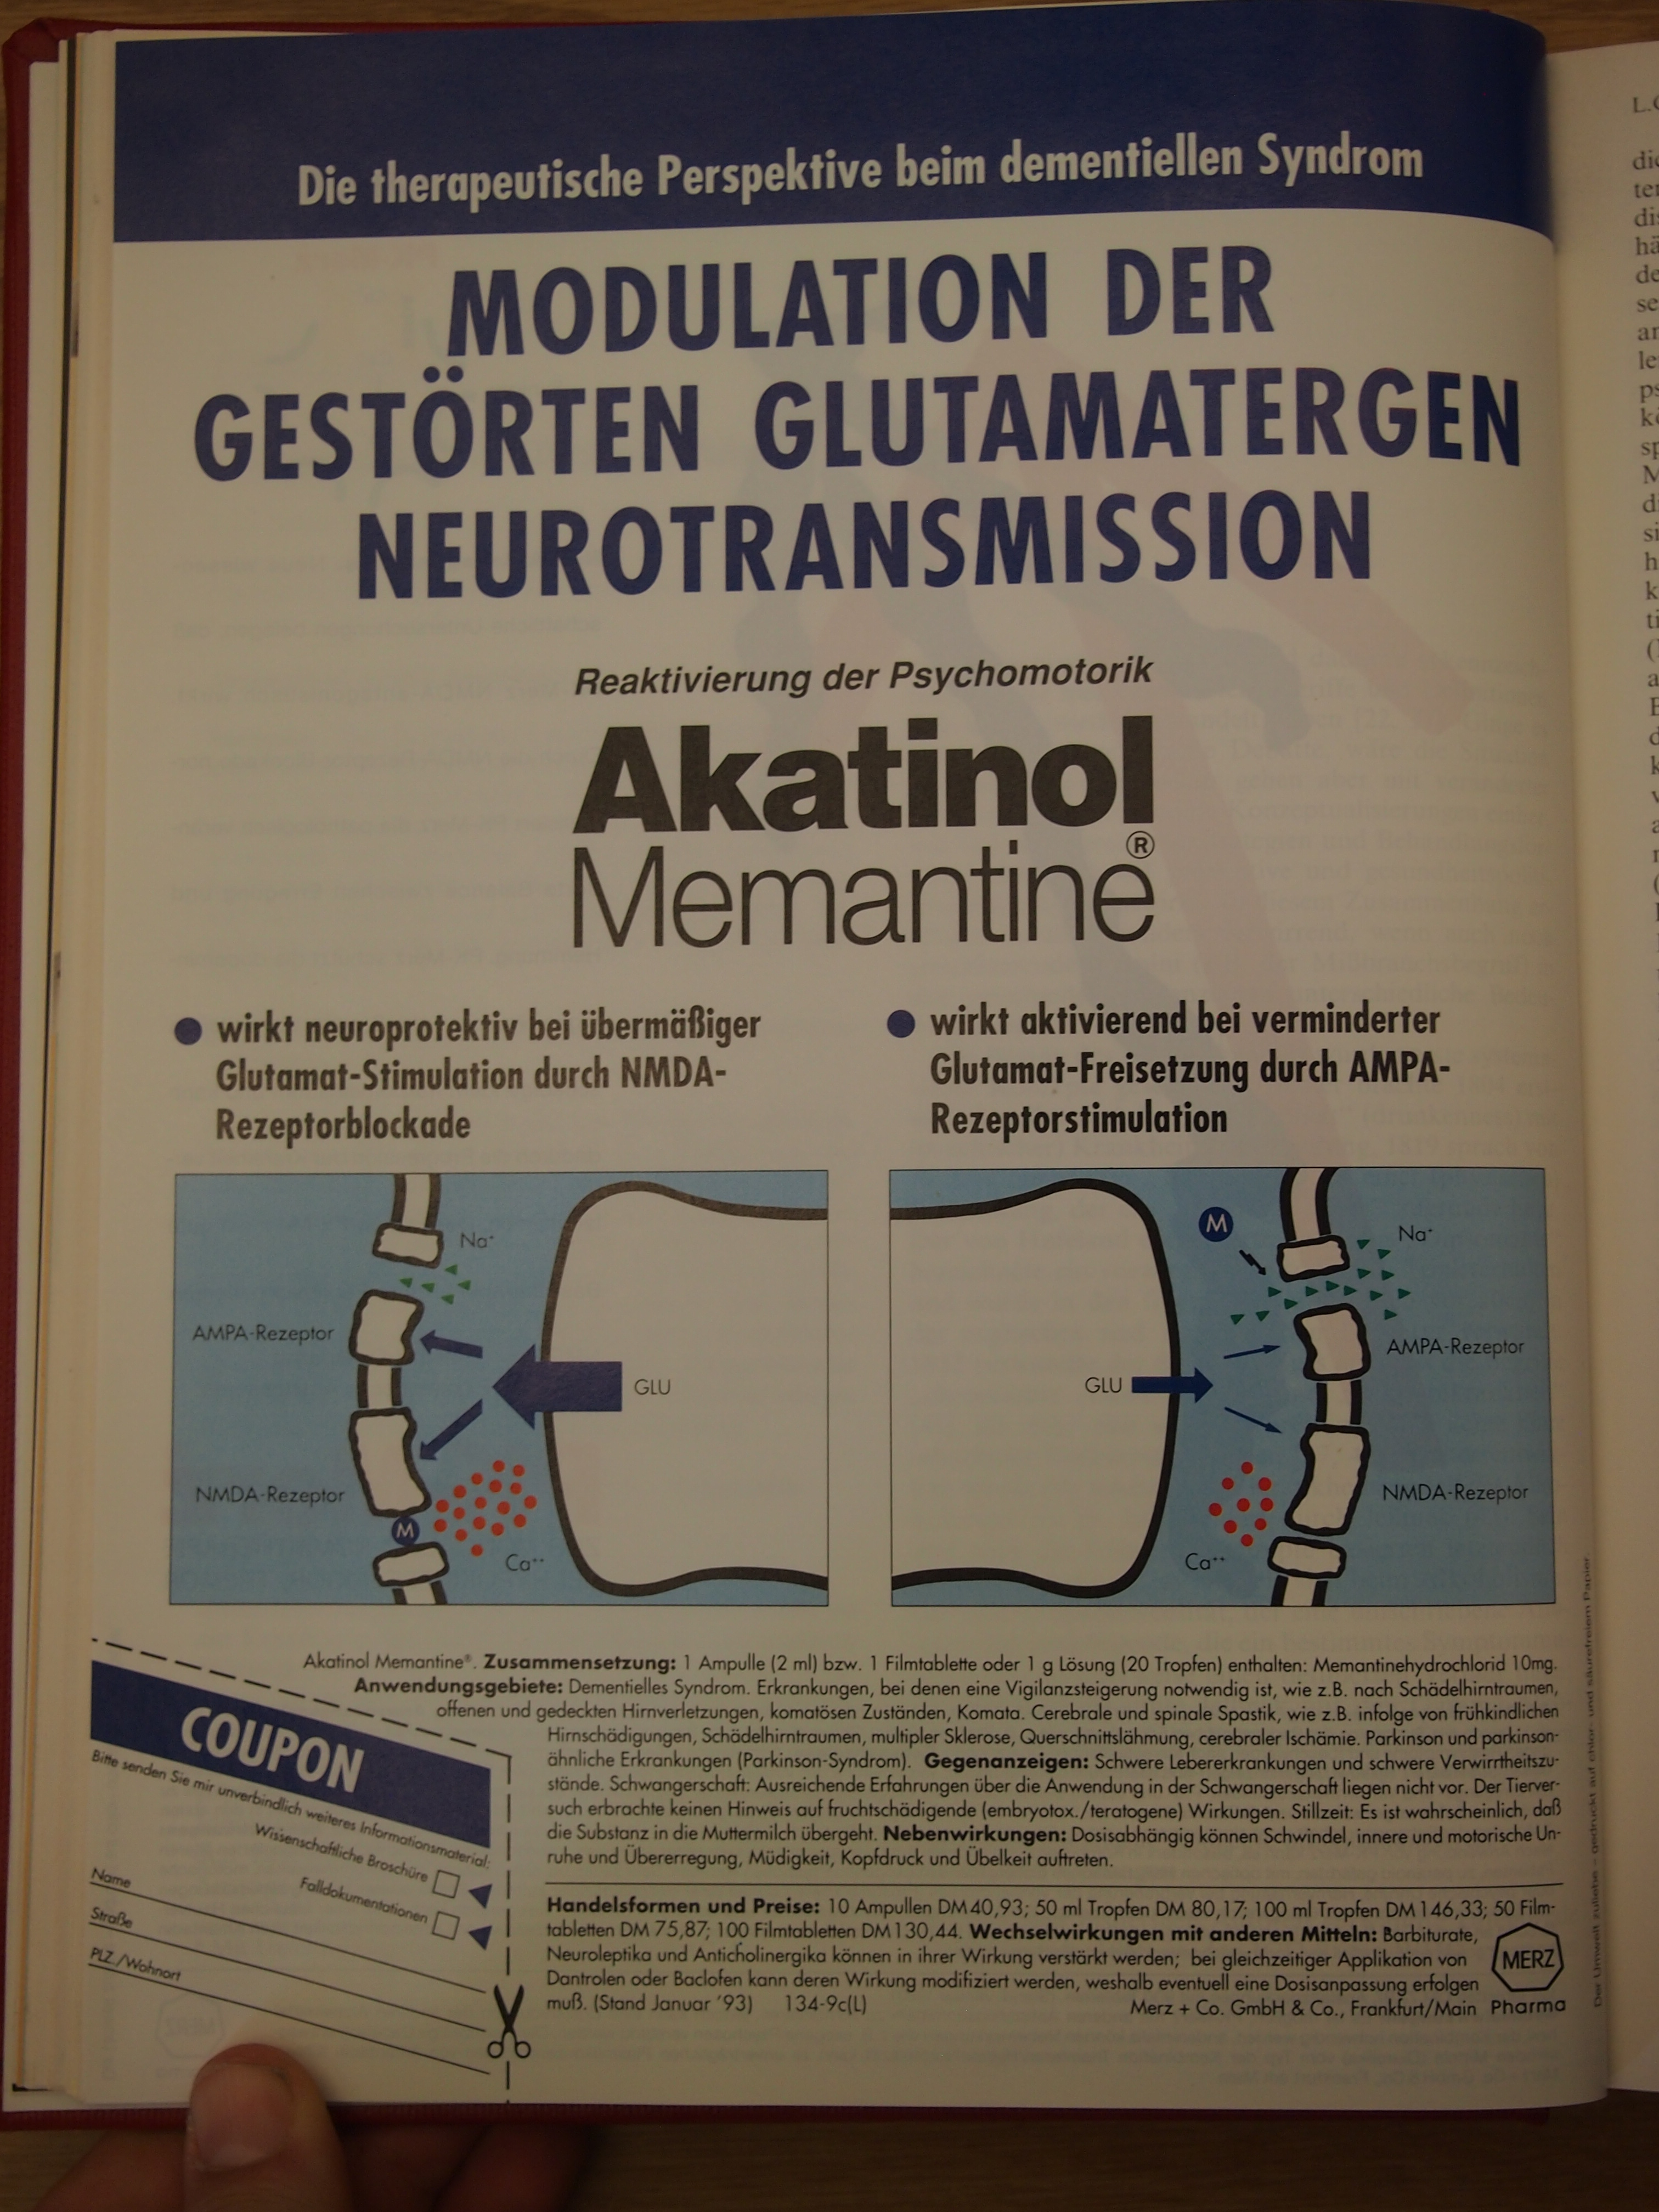 Die therapeutische Perspektive beim dementiellen Syndrom
MODULATION DER
GESTÖRTEN GLUTAMATERGEN
NEUROTRANSMISSION
Reaktivierung der Psychomotorik
Akatinol
Memantine®
● wirkt neuroprotektiv bei übermäßiger
Glutamat-Stimulation durch NMDA-
Rezeptorblockade
● wirkt aktivierend bei verminderter
Glutamat-Freisetzung durch AMPA-
Rezeptorstimulation
Na⁺
AMPA-Rezeptor
GLU
NMDA-Rezeptor
M
Ca⁺⁺
M
Na⁺
AMPA-Rezeptor
GLU
NMDA-Rezeptor
Ca⁺⁺
Akatinol Memantine®. Zusammensetzung: 1 Ampulle (2 ml) bzw. 1 Filmtablette oder 1 g Lösung (20 Tropfen) enthalten: Memantinehydrochlorid 10mg.
Anwendungsgebiete: Dementielles Syndrom. Erkrankungen, bei denen eine Vigilanzsteigerung notwendig ist, wie z.B. nach Schädelhirntraumen,
offenen und gedeckten Hirnverletzungen, komatösen Zuständen, Komata. Cerebrale und spinale Spastik, wie z.B. infolge von frühkindlichen
Hirnschädigungen, Schädelhirntraumen, multipler Sklerose, Querschnittslähmung, cerebraler Ischämie. Parkinson und parkinson-
ähnliche Erkrankungen (Parkinson-Syndrom). Gegenanzeigen: Schwere Lebererkrankungen und schwere Verwirrtheitszu-
stände. Schwangerschaft: Ausreichende Erfahrungen über die Anwendung in der Schwangerschaft liegen nicht vor. Der Tierver-
such erbrachte keinen Hinweis auf fruchtschädigende (embryotox./teratogene) Wirkungen. Stillzeit: Es ist wahrscheinlich, daß
die Substanz in die Muttermilch übergeht. Nebenwirkungen: Dosisabhängig können Schwindel, innere und motorische Un-
ruhe und Übererregung, Müdigkeit, Kopfdruck und Übelkeit auftreten.
Handelsformen und Preise: 10 Ampullen DM 40,93; 50 ml Tropfen DM 80,17; 100 ml Tropfen DM 146,33; 50 Film-
tabletten DM 75,87; 100 Filmtabletten DM 130,44. Wechselwirkungen mit anderen Mitteln: Barbiturate,
Neuroleptika und Anticholinergika können in ihrer Wirkung verstärkt werden; bei gleichzeitiger Applikation von
Dantrolen oder Baclofen kann deren Wirkung modifiziert werden, weshalb eventuell eine Dosisanpassung erfolgen
muß. (Stand Januar '93) 134-9c(L)
Merz + Co. GmbH & Co., Frankfurt/Main
MERZ
Pharma
COUPON
Bitte senden Sie mir unverbindlich weiteres Informationsmaterial:
Wissenschaftliche Broschüre
Falldokumentationen
Name
Straße
PLZ./Wohnort
Der Umwelt zuliebe – gedruckt auf chlor- und säurefreiem Papier.